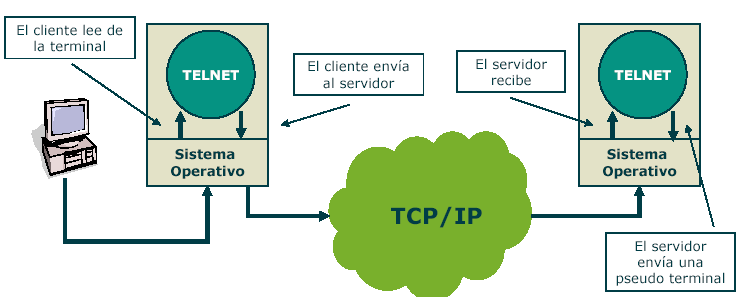 El cliente lee de
la terminal
TELNET
El cliente envía
al servidor
El servidor
recibe
TELNET
Sistema
Operativo
Sistema
Operativo
TCP/IP
El servidor
envía una
pseudo terminal